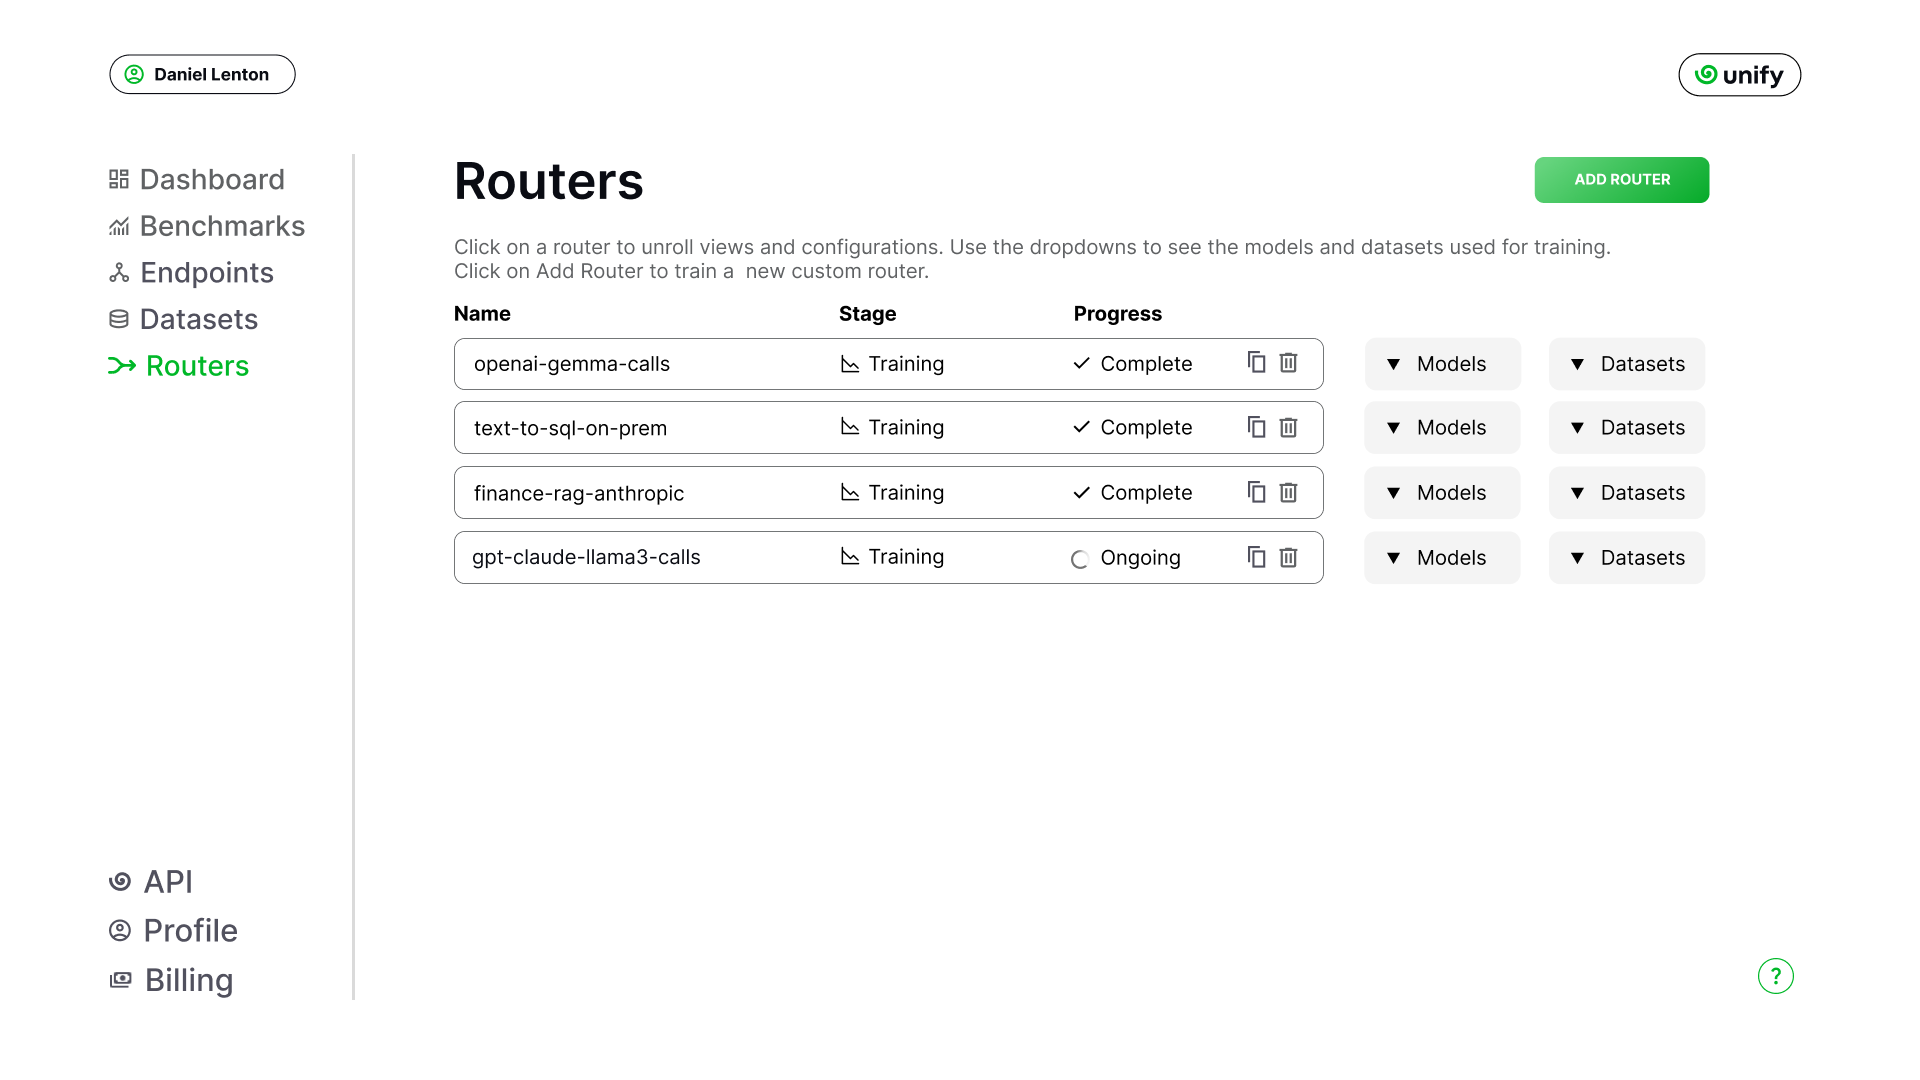 Daniel Lenton
unify
Dashboard
Benchmarks
Endpoints
Datasets
Routers
API
Profile
Billing
Routers
ADD ROUTER
Click on a router to unroll views and configurations. Use the dropdowns to see the models and datasets used for training.
Click on Add Router to train a  new custom router.
Name Stage Progress
openai-gemma-calls Training Complete Models Datasets
text-to-sql-on-prem Training Complete Models Datasets
finance-rag-anthropic Training Complete Models Datasets
gpt-claude-llama3-calls Training Ongoing Models Datasets
?